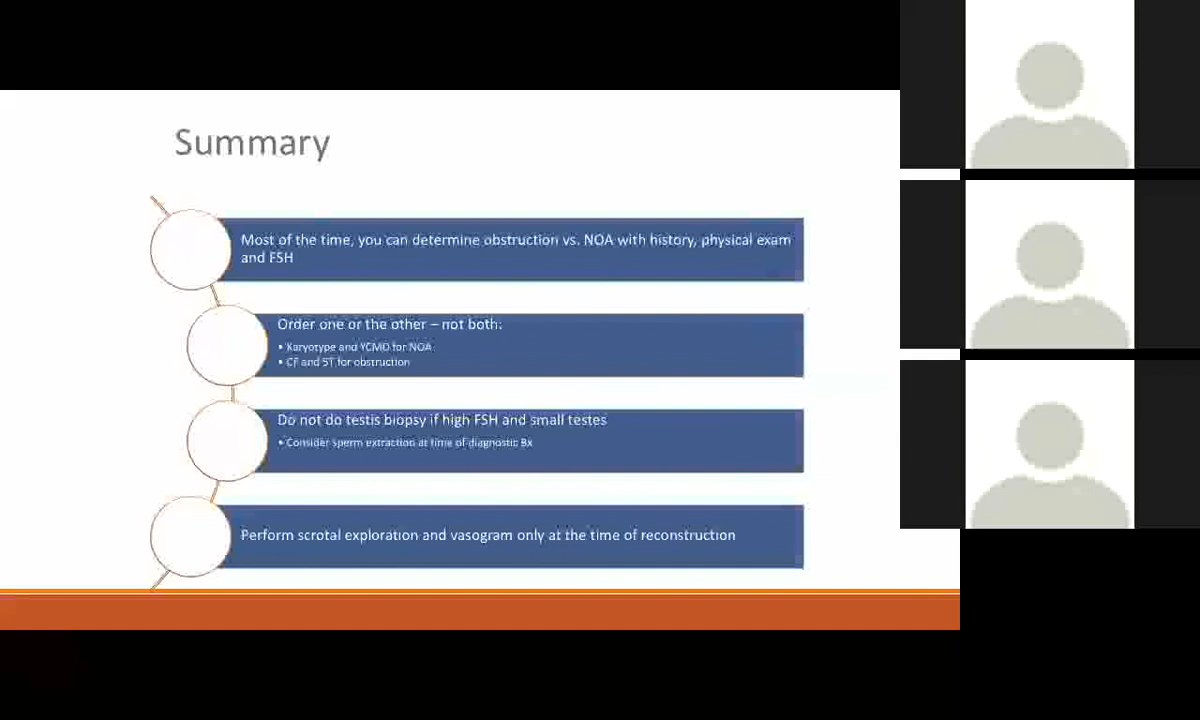 Summary
Most of the time, you can determine obstruction vs. NOA with history, physical exam
and FSH
Order one or the other – not both:
• Karyotype and YCMD for NOA
• CF and 5T for obstruction
Do not do testis biopsy if high FSH and small testes
• Consider sperm extraction at time of diagnostic Bx
Perform scrotal exploration and vasogram only at the time of reconstruction